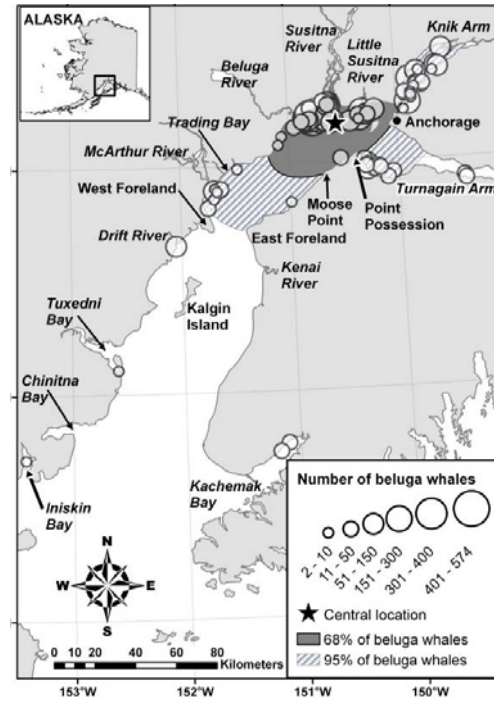 ALASKA
Susitna
River
Little
Susitna
River
Knik Arm
Beluga
River
Trading Bay
Anchorage
McArthur River
West Foreland
Turnagain Arm
Moose
Point
Point
Possession
Drift River
East Foreland
Kenai
River
Kalgin
Island
Tuxedni
Bay
Chinitna
Bay
Kachemak
Bay
Iniskin
Bay
N
W
E
S
0 10 20 40 60 80
Kilometers
Number of beluga whales
2 - 10
11 - 50
51 - 150
151 - 300
301 - 400
401 - 574
Central location
68% of beluga whales
95% of beluga whales
153°W 152°W 151°W 150°W